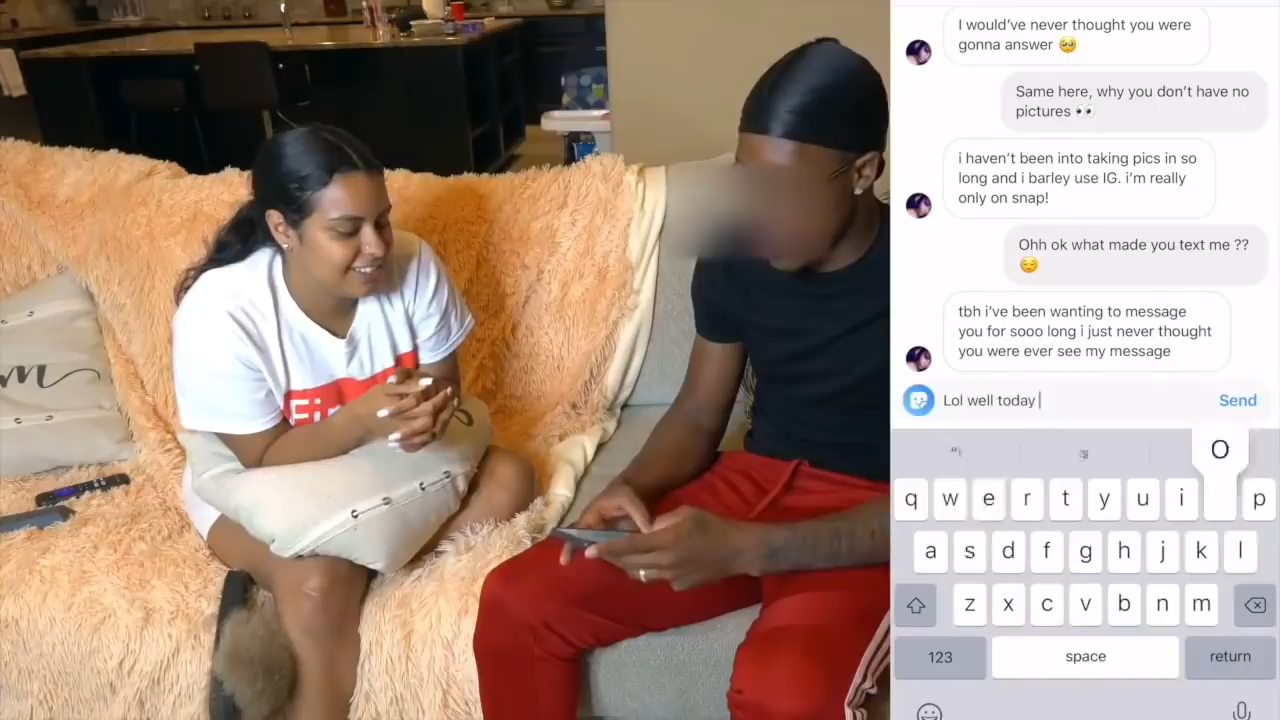 I would've never thought you were
gonna answer 🥺
Same here, why you don't have no
pictures 👀
i haven't been into taking pics in so
long and i barley use IG. i'm really
only on snap!
Ohh ok what made you text me ??
😌
tbh i've been wanting to message
you for sooo long i just never thought
you were ever see my message
Lol well today
Send
O
q w e r t y u i p
a s d f g h j k l
z x c v b n m
123 space return